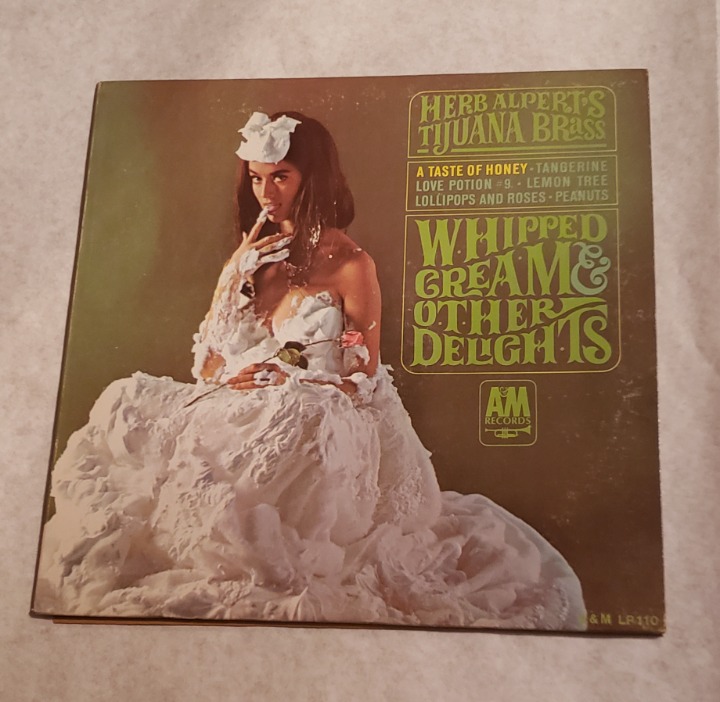 HERB ALPERT'S
TIJUANA BRASS
A TASTE OF HONEY • TANGERINE
LOVE POTION #9 • LEMON TREE
LOLLIPOPS AND ROSES • PEANUTS
WHIPPED
CREAM &
OTHER
DELIGHTS
A&M
RECORDS
&M LP110